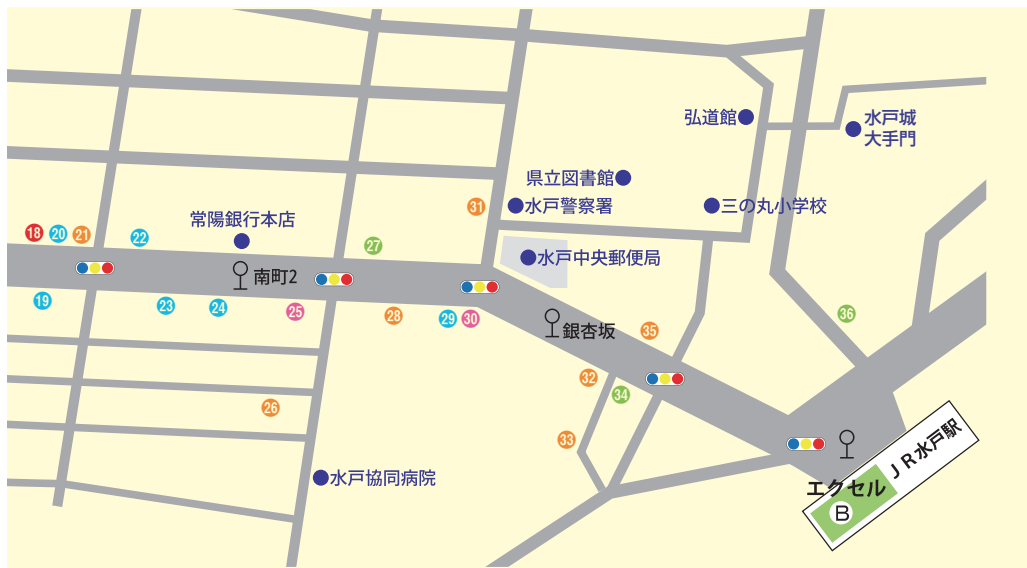 弘道館
水戸城
大手門
県立図書館
31
水戸警察署
三の丸小学校
常陽銀行本店
18
20
21
22
27
水戸中央郵便局
南町2
19
23
24
25
28
29
30
銀杏坂
35
36
32
34
26
33
水戸協同病院
JR水戸駅
エクセル
B